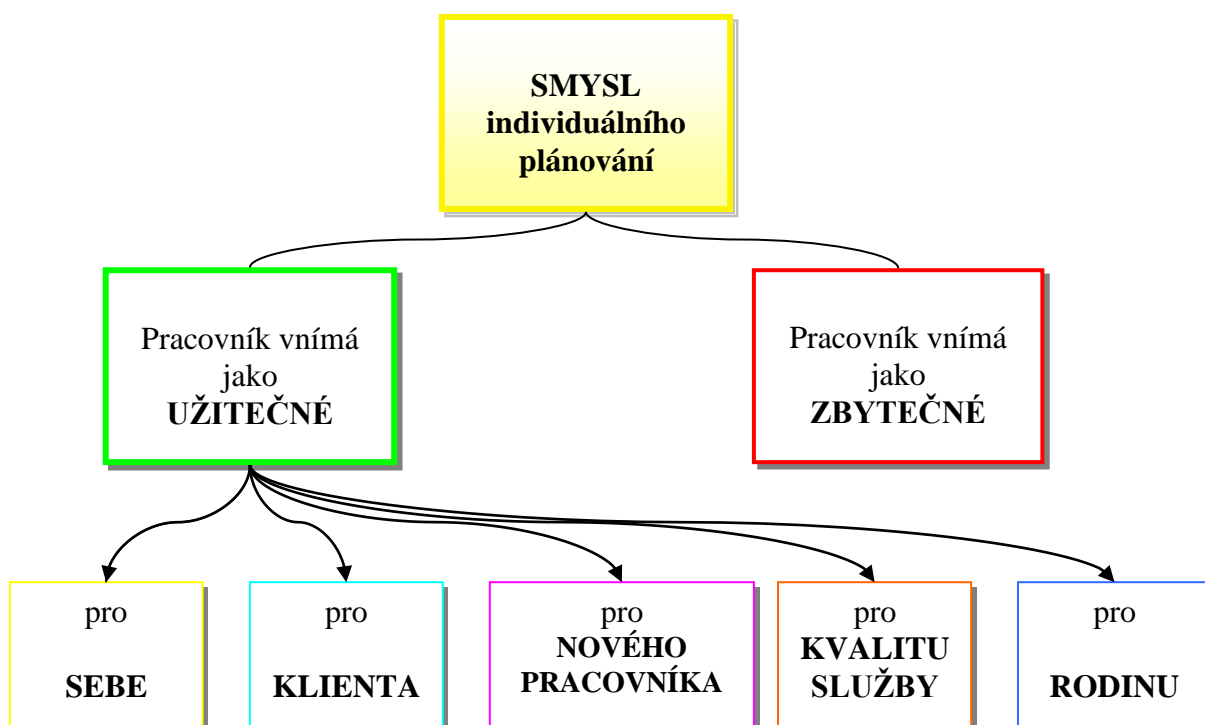 SMYSL
individuálního
plánování
Pracovník vnímá
jako
UŽITEČNÉ
Pracovník vnímá
jako
ZBYTEČNÉ
pro
SEBE
pro
KLIENTA
pro
NOVÉHO
PRACOVNÍKA
pro
KVALITU
SLUŽBY
pro
RODINU